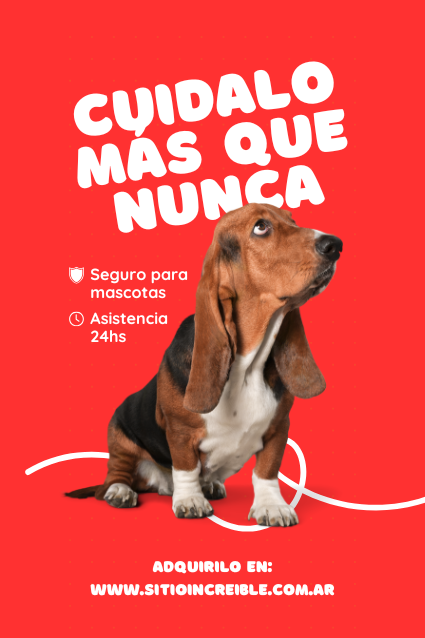 CUIDALO
MÁS QUE
NUNCA
Seguro para
mascotas
Asistencia
24hs
ADQUIRILO EN:
WWW.SITIOINCREIBLE.COM.AR